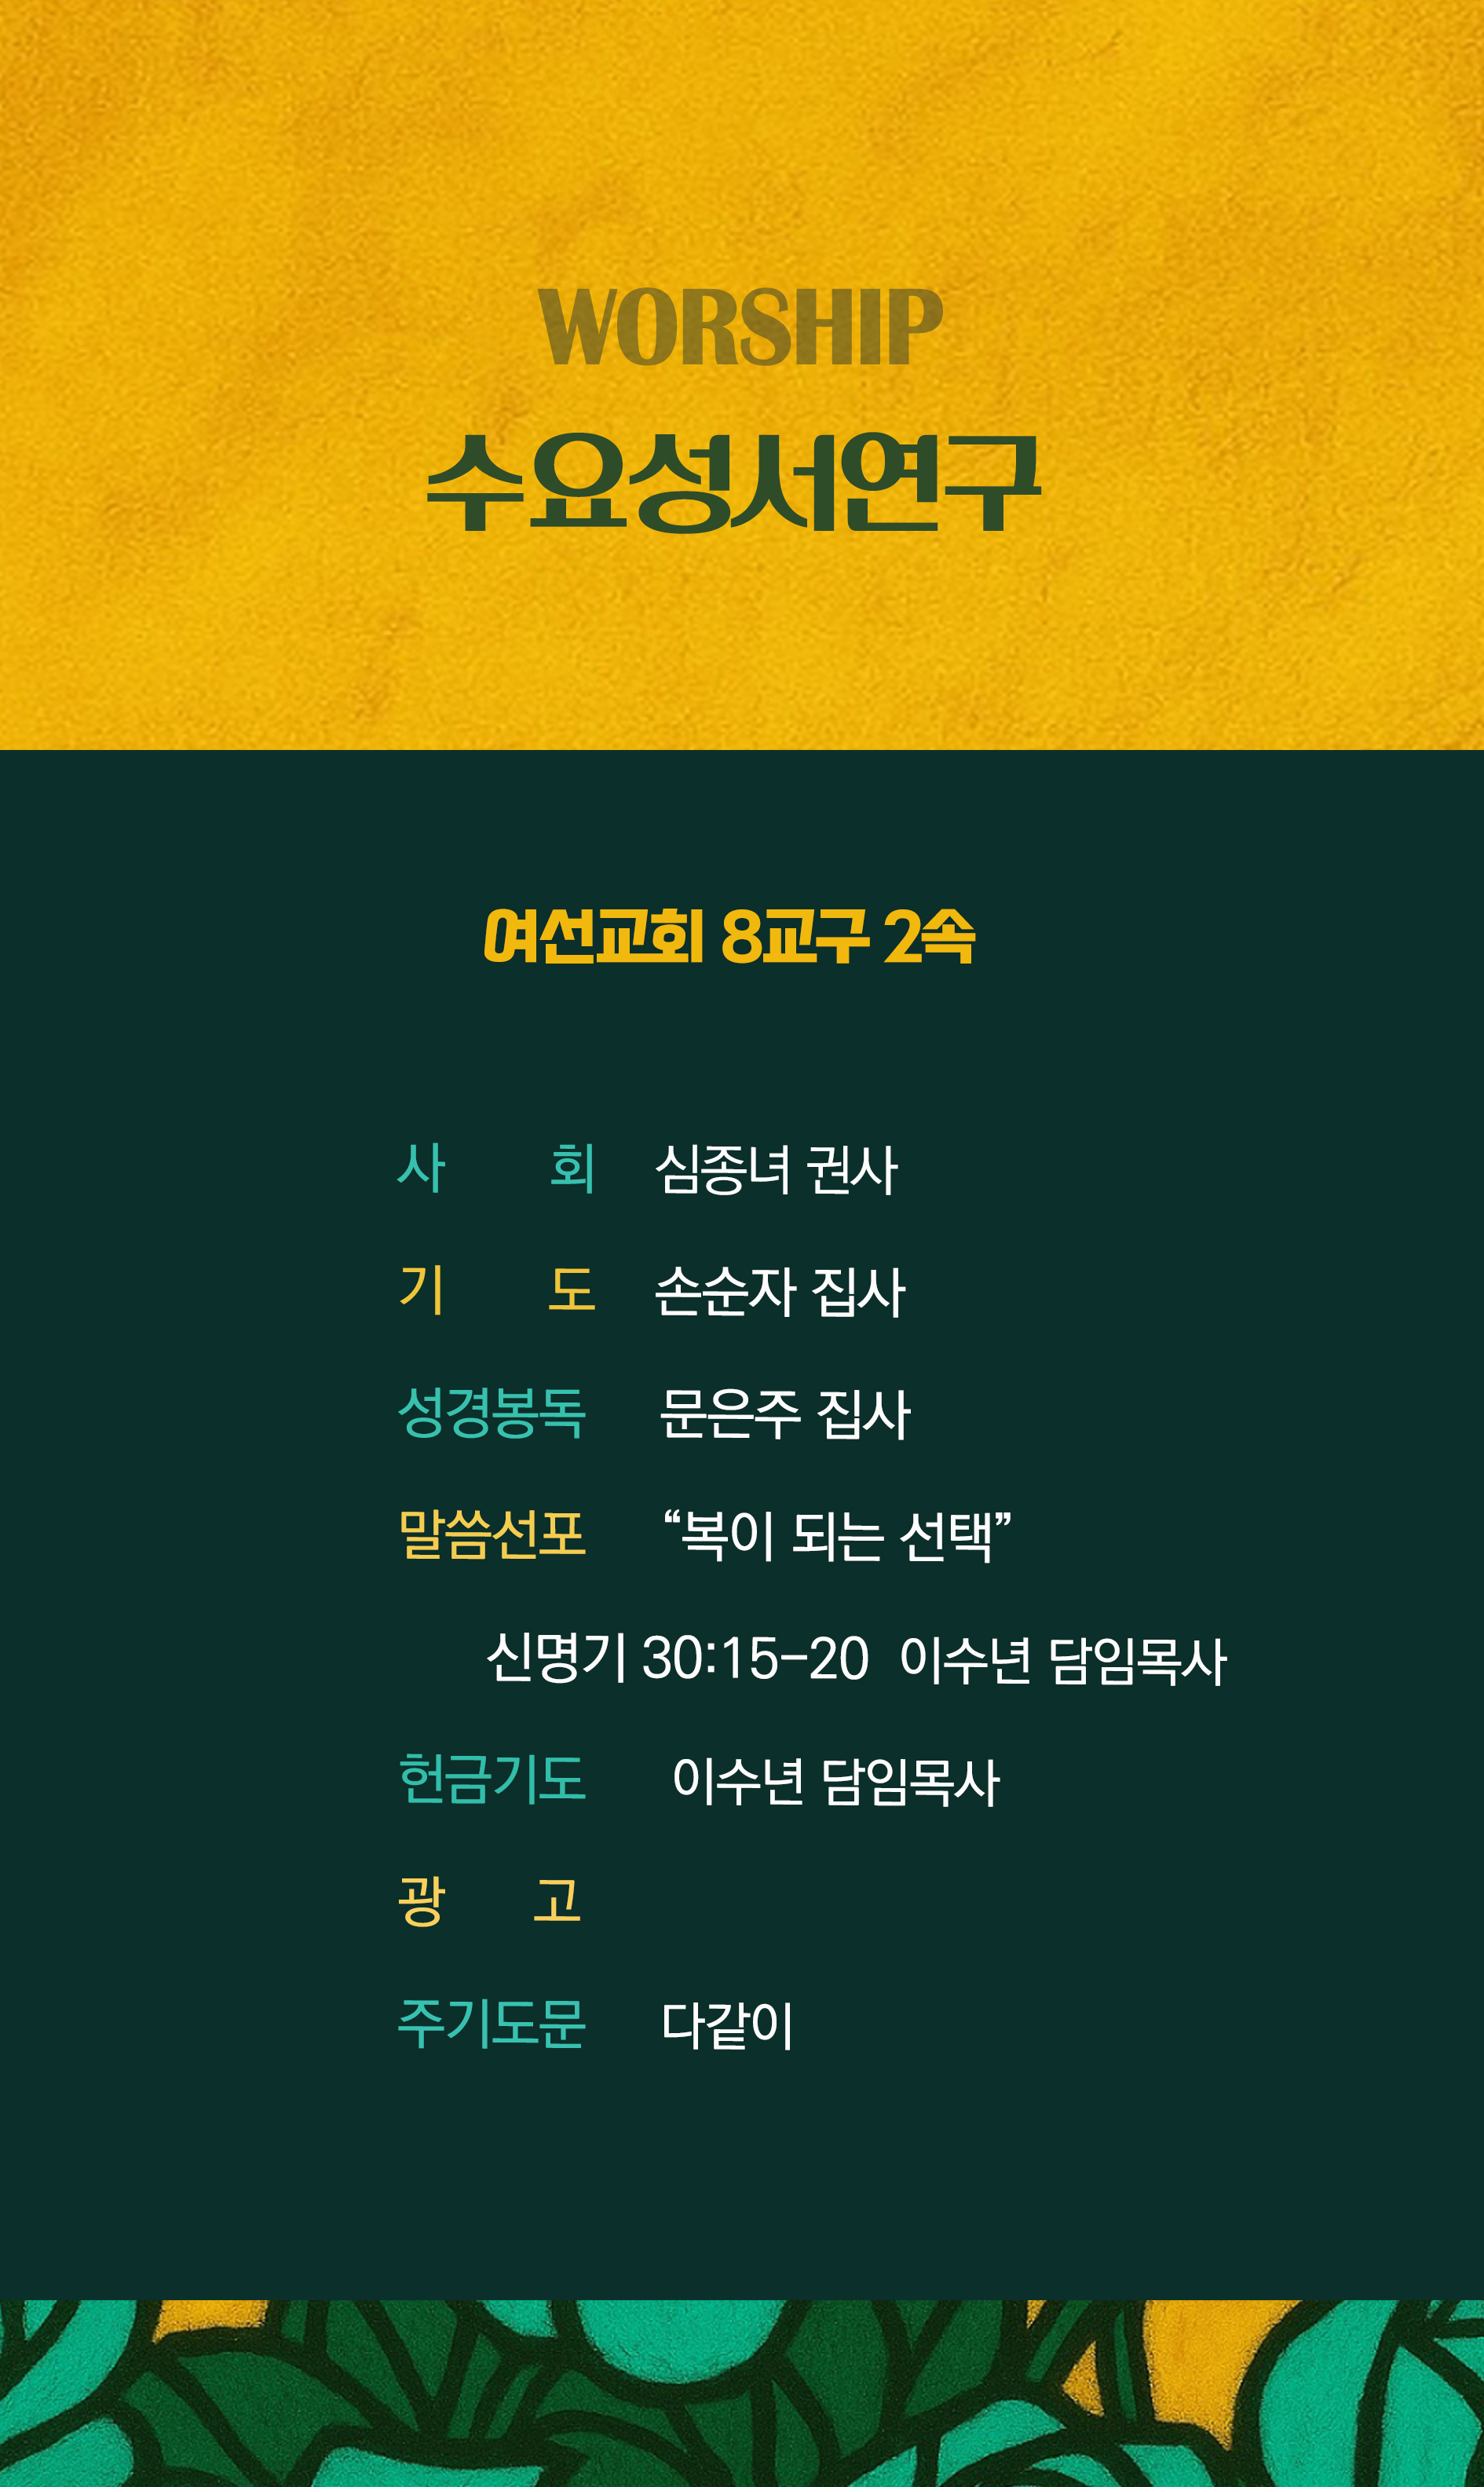 WORSHIP
수요성서연구
여선교회 8교구 2속
사 회 심종녀 권사
기 도 손순자 집사
성경봉독 문은주 집사
말씀선포 “복이 되는 선택”
신명기 30:15-20 이수년 담임목사
헌금기도 이수년 담임목사
광 고
주기도문 다같이